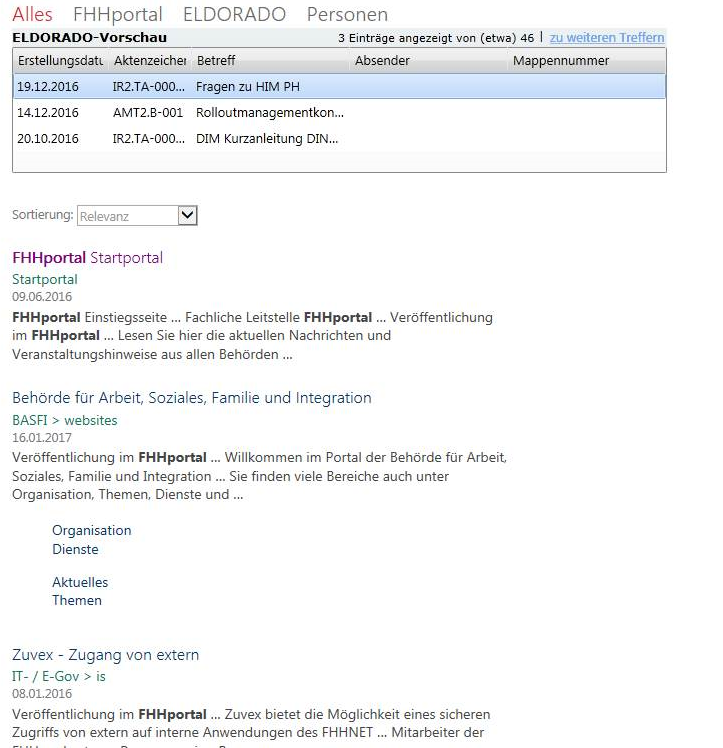 Alles FHHportal ELDORADO Personen
ELDORADO-Vorschau 3 Einträge angezeigt von (etwa) 46 | zu weiteren Treffern
Erstellungsdatu Aktenzeicher Betreff Absender Mappennummer
19.12.2016 IR2.TA-000... Fragen zu HIM PH
14.12.2016 AMT2.B-001 Rolloutmanagementkon...
20.10.2016 IR2.TA-000... DIM Kurzanleitung DIN...
Sortierung: Relevanz
FHHportal Startportal
Startportal
09.06.2016
FHHportal Einstiegsseite ... Fachliche Leitstelle FHHportal ... Veröffentlichung
im FHHportal ... Lesen Sie hier die aktuellen Nachrichten und
Veranstaltungshinweise aus allen Behörden ...
Behörde für Arbeit, Soziales, Familie und Integration
BASFI > websites
16.01.2017
Veröffentlichung im FHHportal ... Willkommen im Portal der Behörde für Arbeit,
Soziales, Familie und Integration ... Sie finden viele Bereiche auch unter
Organisation, Themen, Dienste und ...
Organisation
Dienste
Aktuelles
Themen
Zuvex - Zugang von extern
IT- / E-Gov > is
08.01.2016
Veröffentlichung im FHHportal ... Zuvex bietet die Möglichkeit eines sicheren
Zugriffs von extern auf interne Anwendungen des FHHNET ... Mitarbeiter der